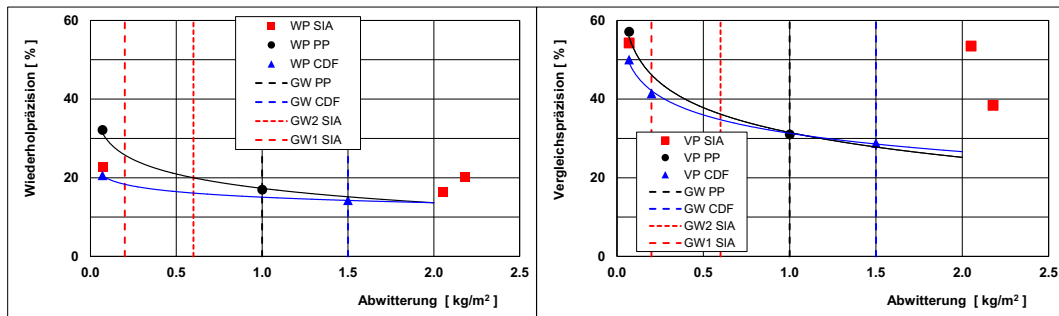 Wiederholpräzision [ % ]
60
40
20
0
0.0 0.5 1.0 1.5 2.0 2.5
Abwitterung [ kg/m² ]
WP SIA
WP PP
WP CDF
GW PP
GW CDF
GW2 SIA
GW1 SIA
Vergleichspräzision [ % ]
60
40
20
0
0.0 0.5 1.0 1.5 2.0 2.5
Abwitterung [ kg/m² ]
VP SIA
VP PP
VP CDF
GW PP
GW CDF
GW2 SIA
GW1 SIA